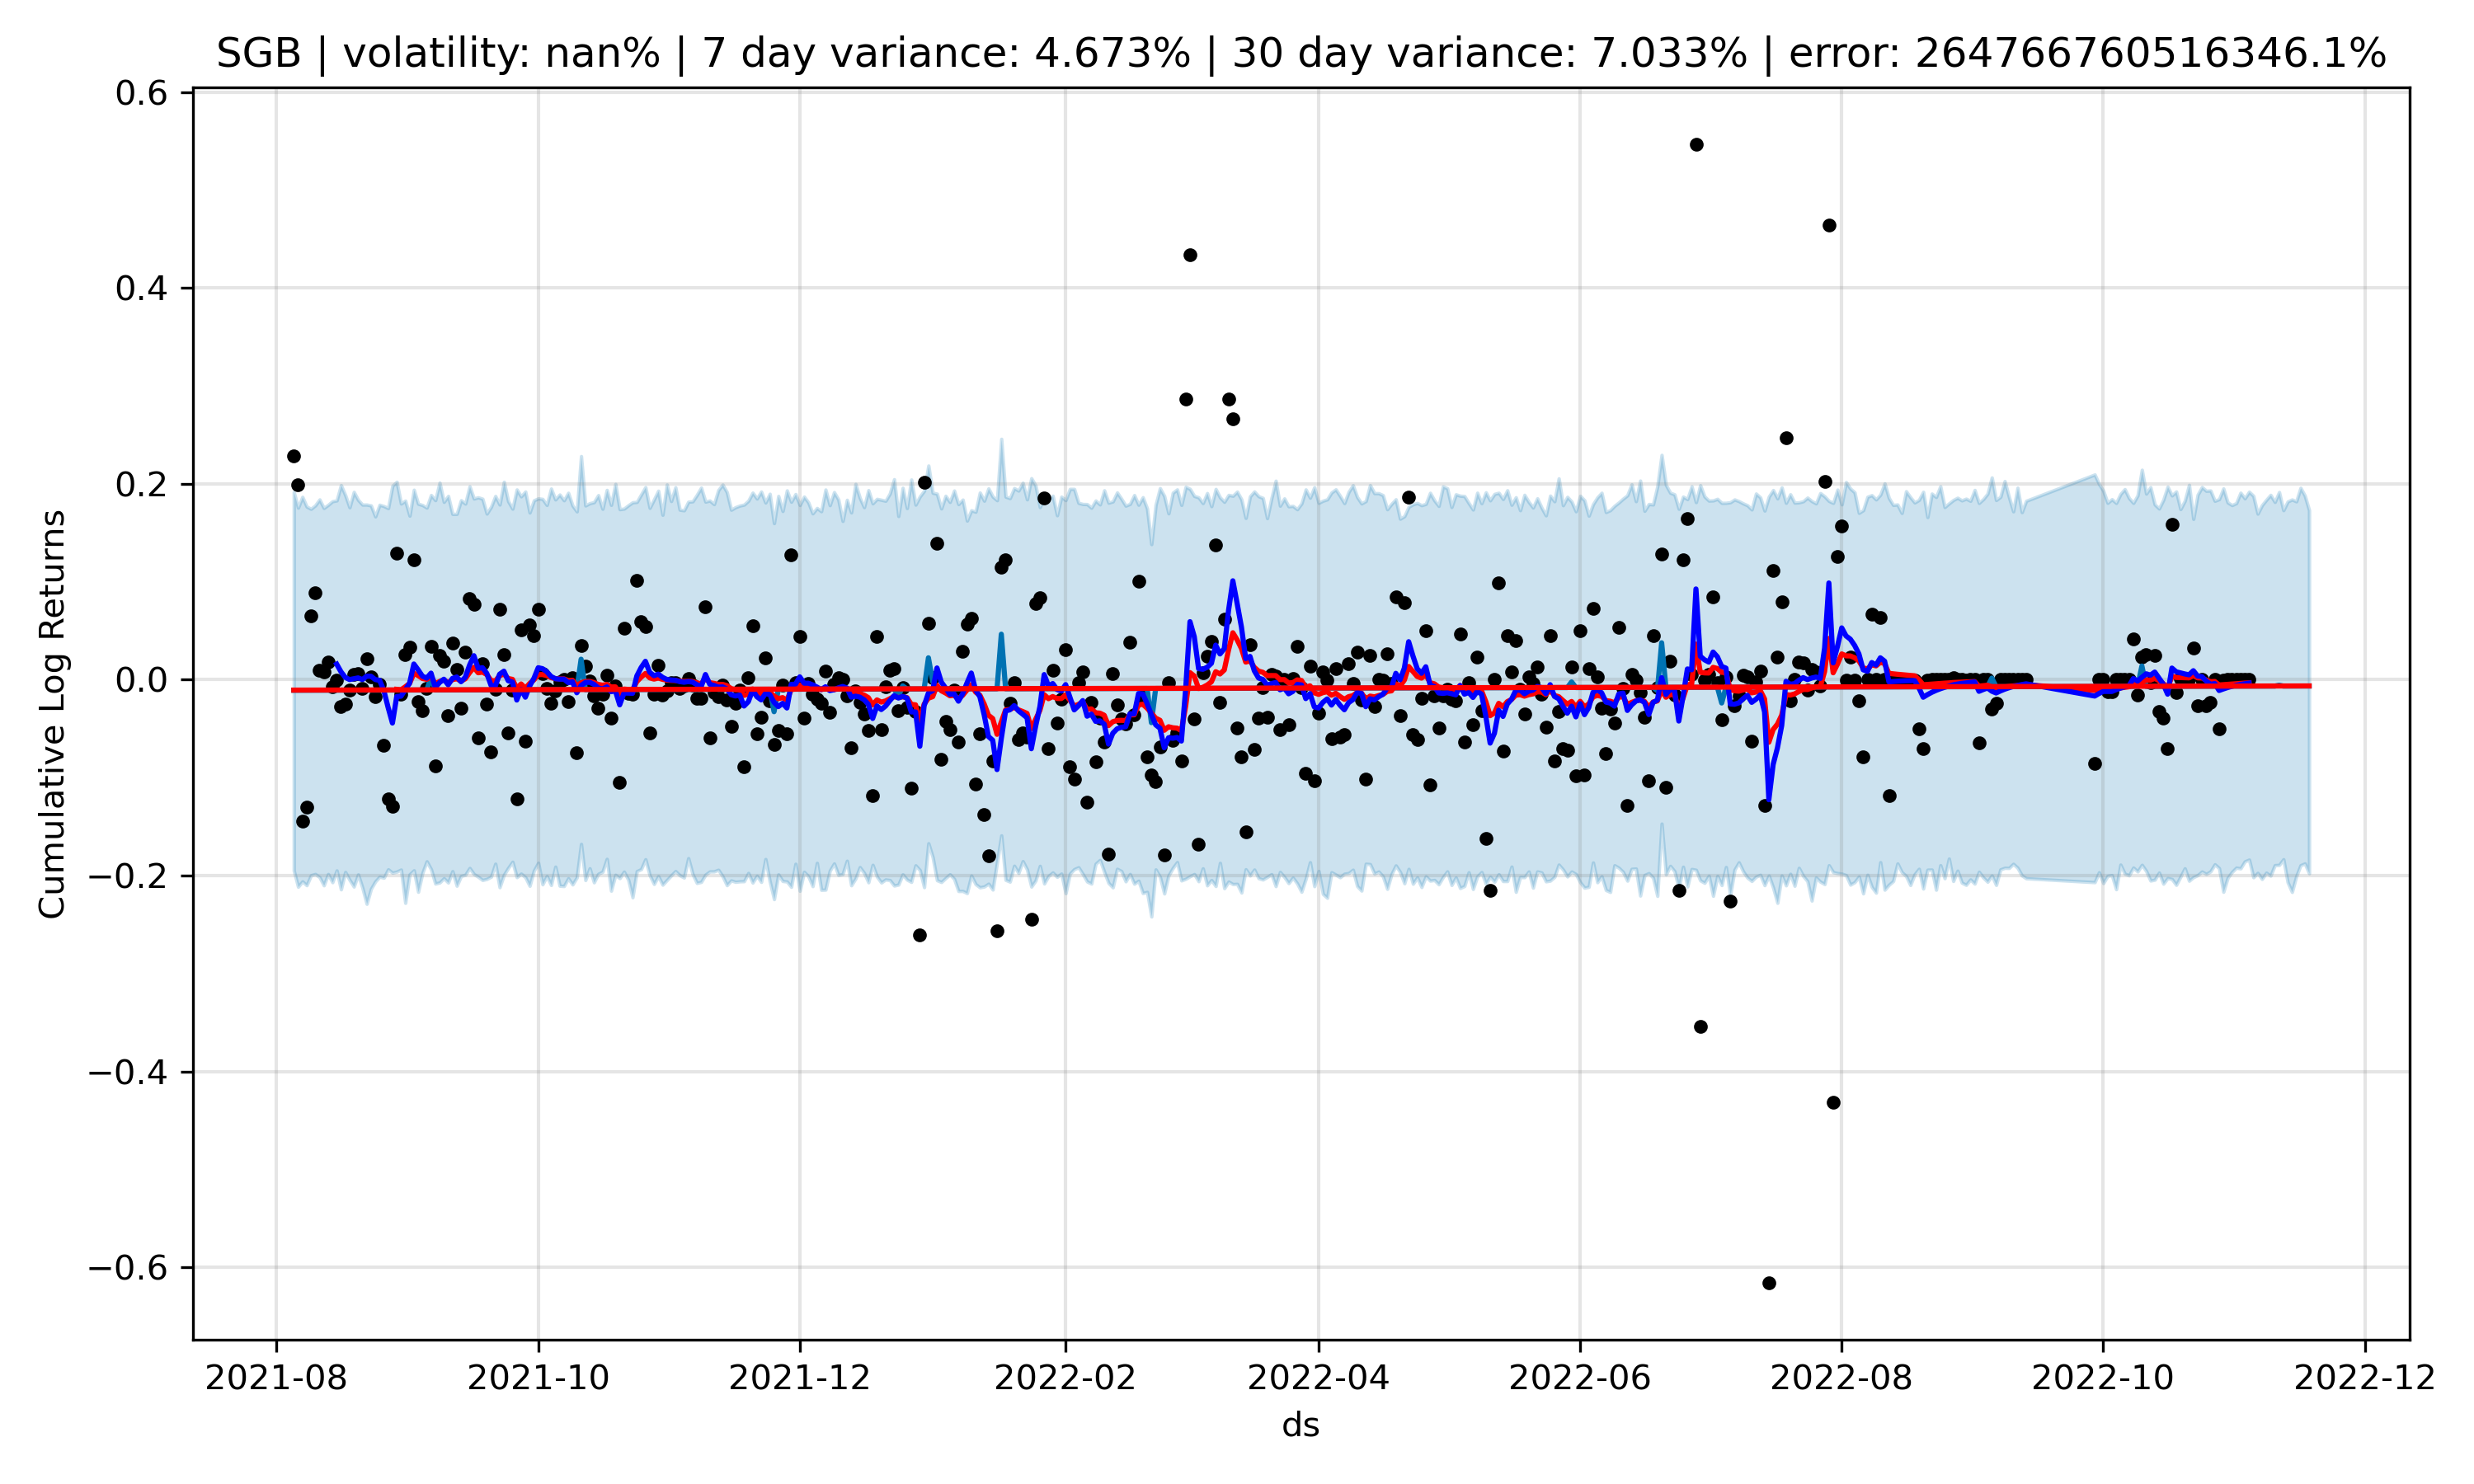 SGB | volatility: nan% | 7 day variance: 4.673% | 30 day variance: 7.033% | error: 264766760516346.1%
0.6
0.4
0.2
0.0
−0.2
−0.4
−0.6
Cumulative Log Returns
2021-08 2021-10 2021-12 2022-02 2022-04 2022-06 2022-08 2022-10 2022-12
ds